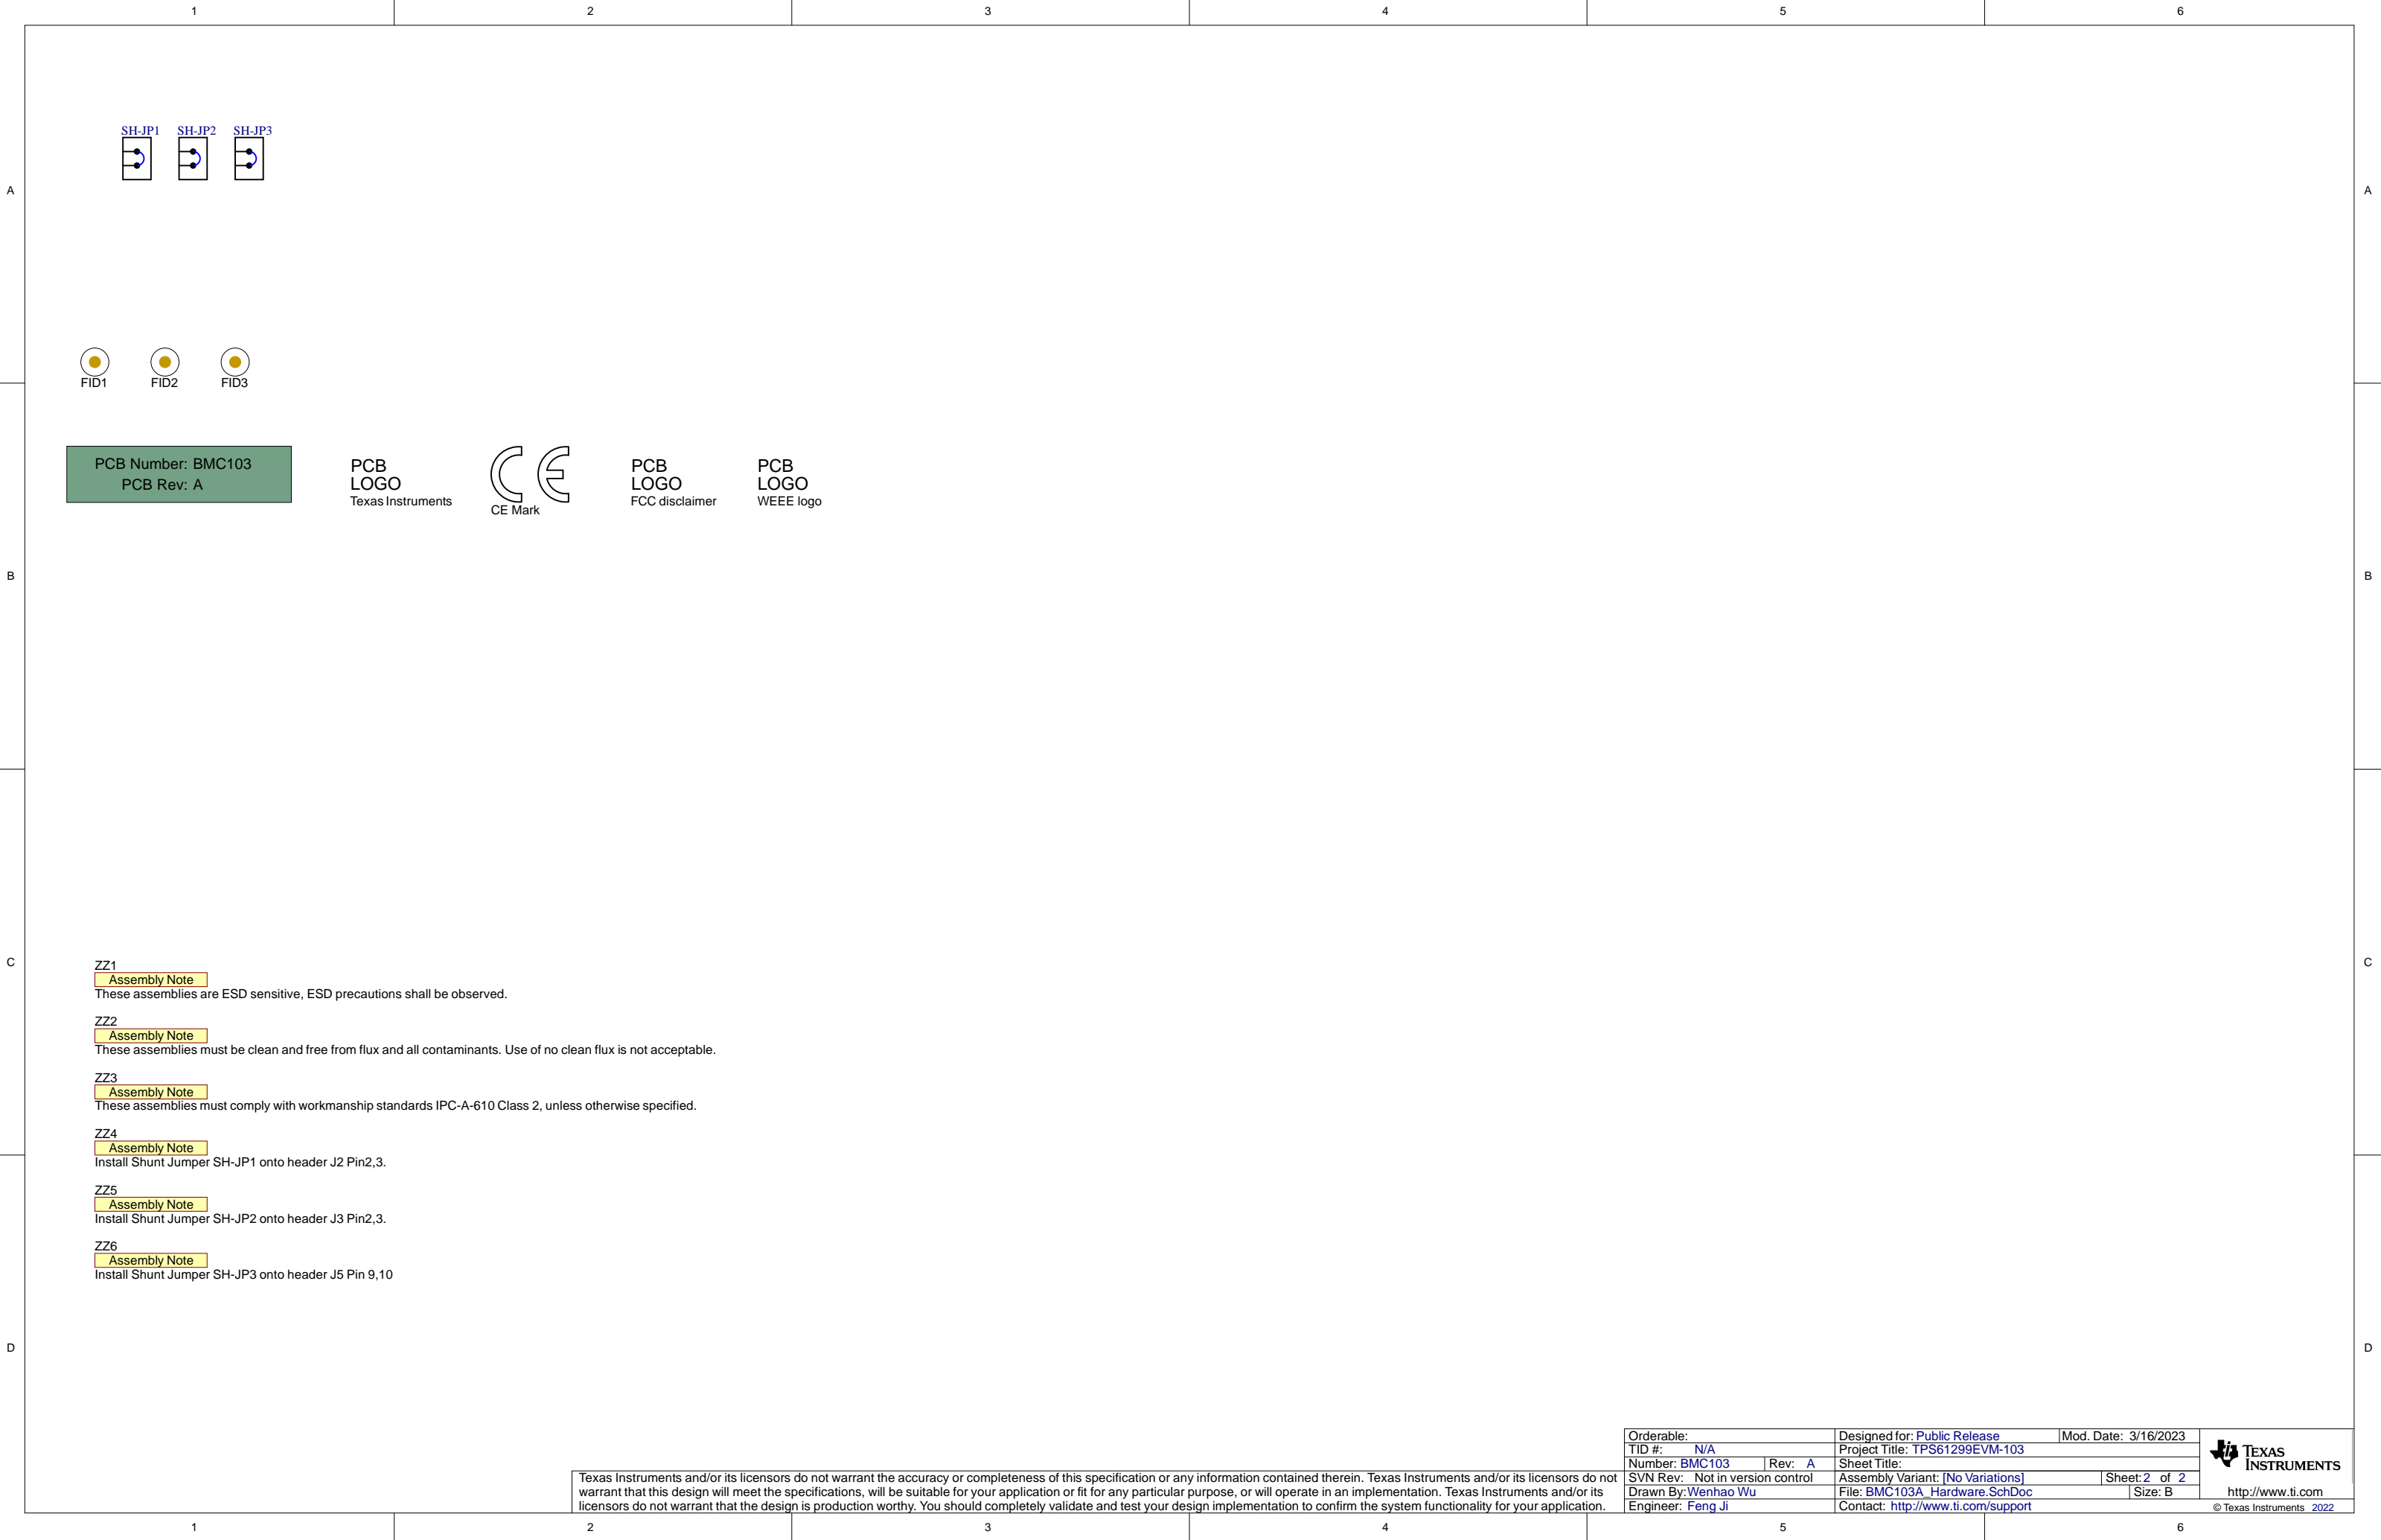 1 2 3 4 5 6
SH-JP1 SH-JP2 SH-JP3
A A
FID1 FID2 FID3
PCB Number: BMC103
PCB Rev: A
PCB
LOGO
Texas Instruments
CE
CE Mark
PCB
LOGO
FCC disclaimer
PCB
LOGO
WEEE logo
B B
C C
ZZ1
Assembly Note
These assemblies are ESD sensitive, ESD precautions shall be observed.
ZZ2
Assembly Note
These assemblies must be clean and free from flux and all contaminants. Use of no clean flux is not acceptable.
ZZ3
Assembly Note
These assemblies must comply with workmanship standards IPC-A-610 Class 2, unless otherwise specified.
ZZ4
Assembly Note
Install Shunt Jumper SH-JP1 onto header J2 Pin2,3.
ZZ5
Assembly Note
Install Shunt Jumper SH-JP2 onto header J3 Pin2,3.
ZZ6
Assembly Note
Install Shunt Jumper SH-JP3 onto header J5 Pin 9,10
D D
Texas Instruments and/or its licensors do not warrant the accuracy or completeness of this specification or any information contained therein. Texas Instruments and/or its licensors do not
warrant that this design will meet the specifications, will be suitable for your application or fit for any particular purpose, or will operate in an implementation. Texas Instruments and/or its
licensors do not warrant that the design is production worthy. You should completely validate and test your design implementation to confirm the system functionality for your application.
Orderable: Designed for: Public Release Mod. Date: 3/16/2023
TID #: N/A Project Title: TPS61299EVM-103
Number: BMC103 Rev: A Sheet Title:
SVN Rev: Not in version control Assembly Variant: [No Variations] Sheet: 2 of 2
Drawn By: Wenhao Wu File: BMC103A_Hardware.SchDoc Size: B
Engineer: Feng Ji Contact: http://www.ti.com/support
TEXAS
INSTRUMENTS
http://www.ti.com
© Texas Instruments 2022
1 2 3 4 5 6